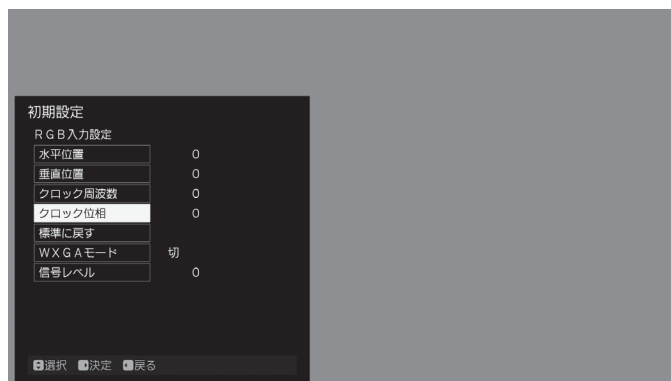 初期設定
RGB入力設定
水平位置 0
垂直位置 0
クロック周波数 0
クロック位相 0
標準に戻す
WXGAモード 切
信号レベル 0
選択 決定 戻る